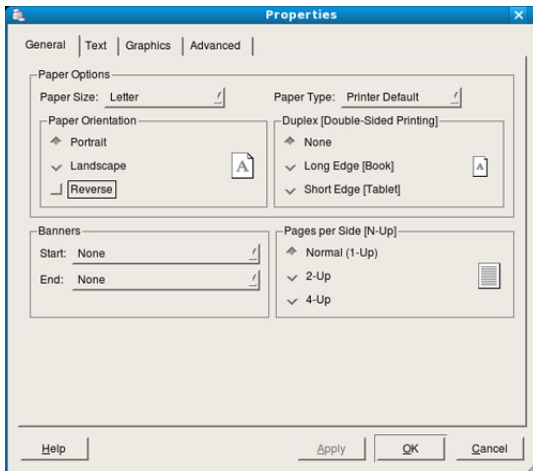 Properties
General Text Graphics Advanced
Paper Options
Paper Size: Letter
Paper Type: Printer Default
Paper Orientation
Portrait
Landscape
Reverse
A
Duplex [Double-Sided Printing]
None
Long Edge [Book]
Short Edge [Tablet]
A
Banners
Start: None
End: None
Pages per Side [N-Up]
Normal (1-Up)
2-Up
4-Up
Help Apply OK Cancel